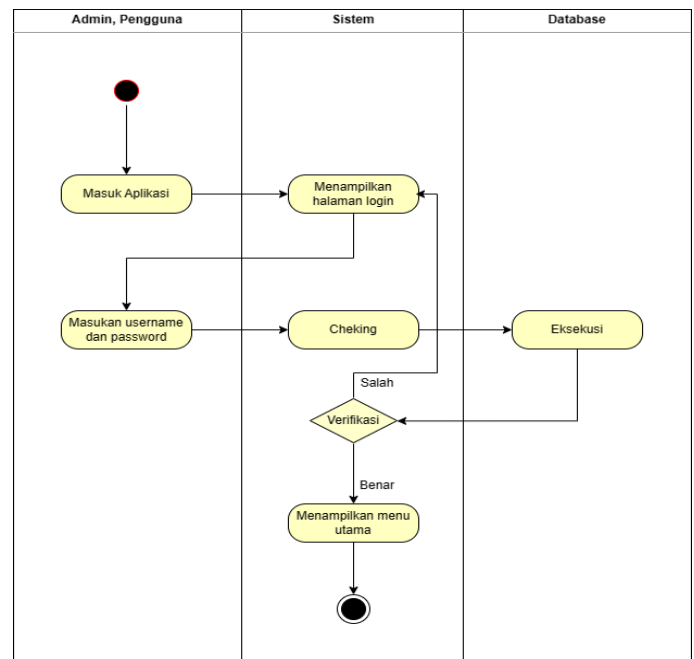 Admin, Pengguna
Sistem
Database
Masuk Aplikasi
Menampilkan
halaman login
Masukan username
dan password
Cheking
Eksekusi
Salah
Verifikasi
Benar
Menampilkan menu
utama